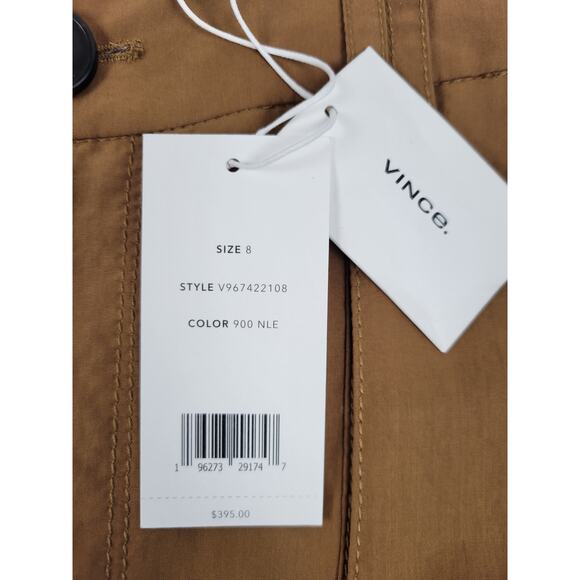 VINCE.
SIZE 8
STYLE V967422108
COLOR 900 NLE
1 96273 29174 7
$395.00